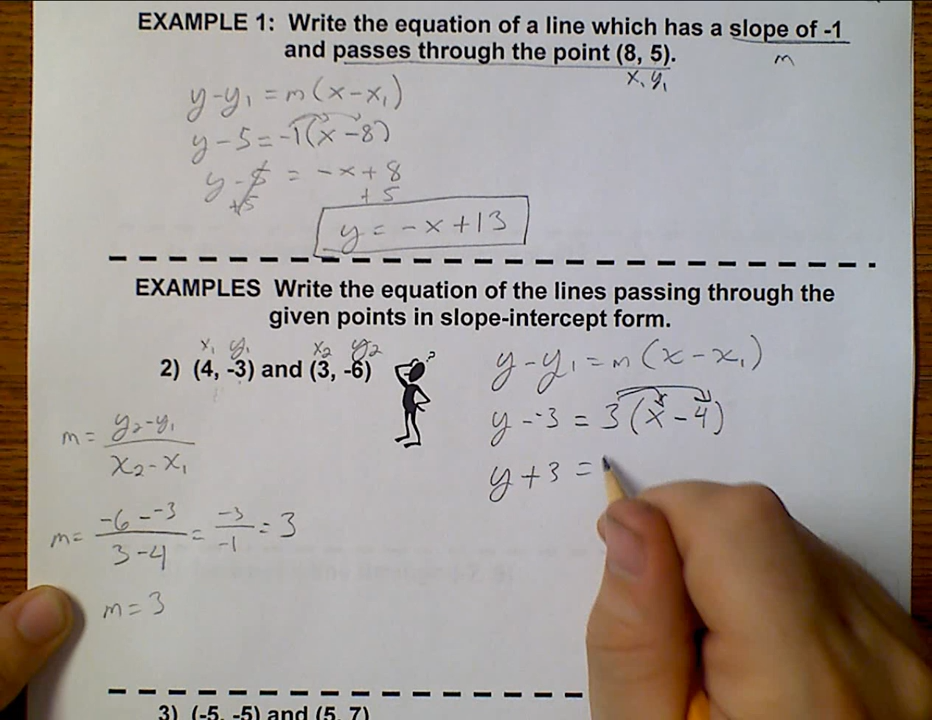 EXAMPLE 1: Write the equation of a line which has a slope of -1
and passes through the point (8, 5).
m
x₁ y₁
y-y₁ = m(x-x₁)
y-5 = -1(x-8)
y-5 = -x+8
+5 +5
y = -x+13
EXAMPLES Write the equation of the lines passing through the
given points in slope-intercept form.
x₁ y₁ x₂ y₂
2) (4, -3) and (3, -6)
?
m = y₂-y₁ / x₂-x₁
m = -6--3 / 3-4 = -3 / -1 = 3
m = 3
y-y₁ = m(x-x₁)
y--3 = 3(x-4)
y+3 =
3) (-5, -5) and (5, 7)